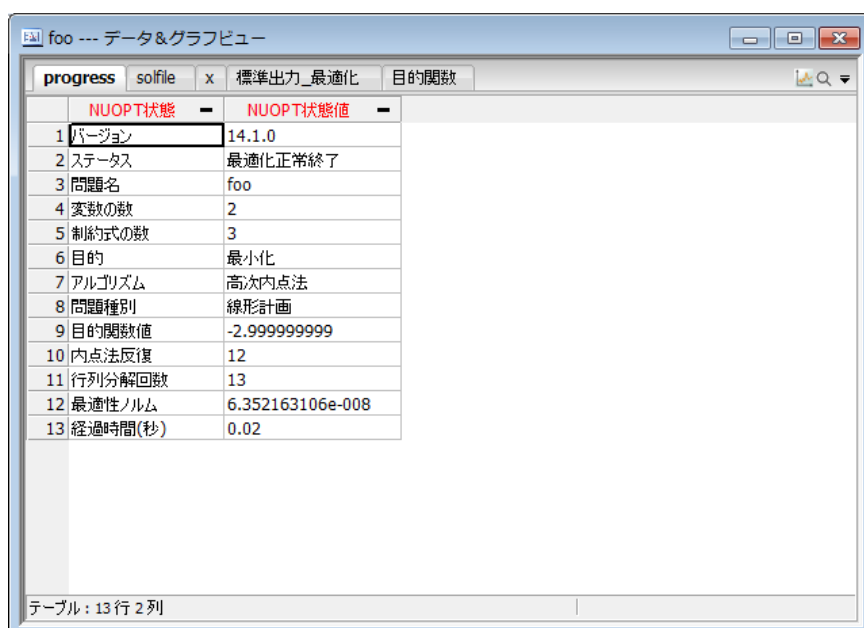 foo --- データ&グラフビュー
progress solfile x 標準出力_最適化 目的関数
NUOPT状態 NUOPT状態値
1 バージョン 14.1.0
2 ステータス 最適化正常終了
3 問題名 foo
4 変数の数 2
5 制約式の数 3
6 目的 最小化
7 アルゴリズム 高次内点法
8 問題種別 線形計画
9 目的関数値 -2.999999999
10 内点法反復 12
11 行列分解回数 13
12 最適性ノルム 6.352163106e-008
13 経過時間(秒) 0.02
テーブル : 13 行 2 列